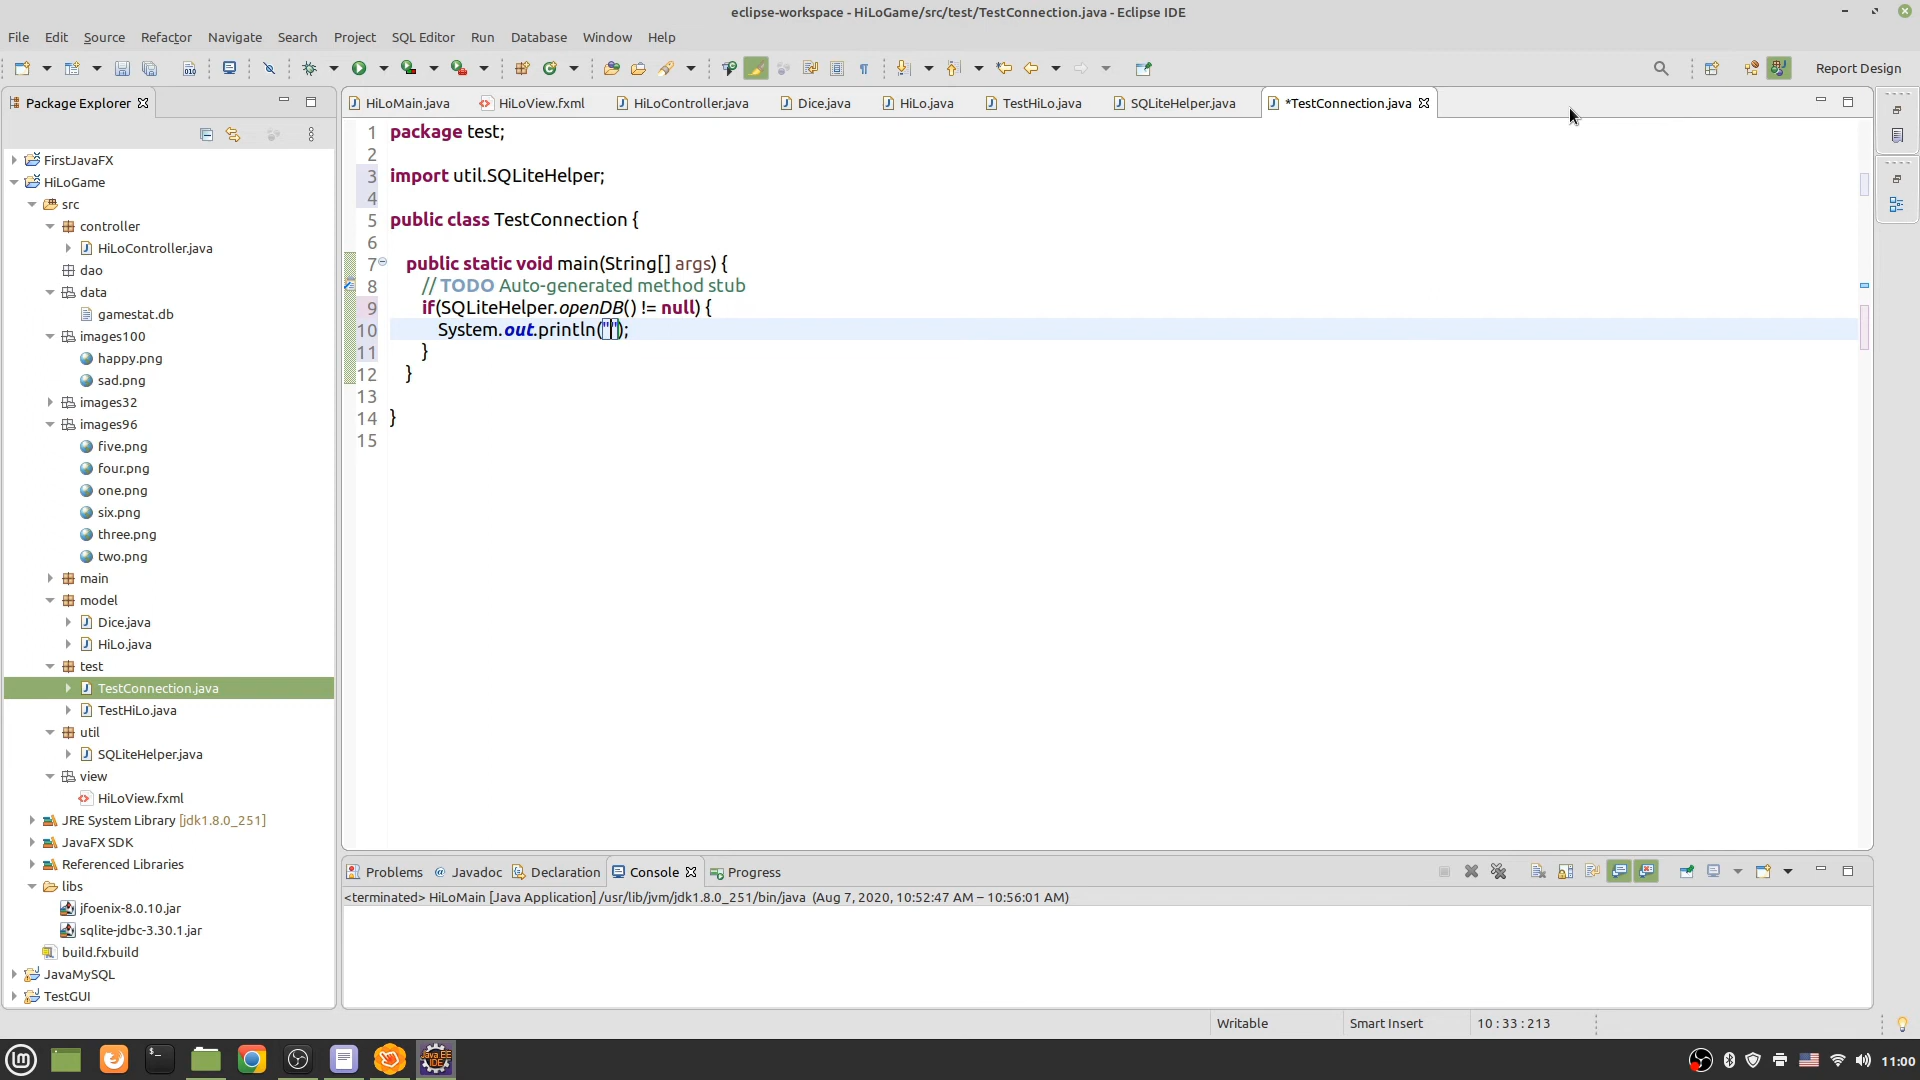 eclipse-workspace - HiLoGame/src/test/TestConnection.java - Eclipse IDE
File Edit Source Refactor Navigate Search Project SQL Editor Run Database Window Help
Report Design
Package Explorer
HiLoMain.java HiLoView.fxml HiLoController.java Dice.java HiLo.java TestHiLo.java SQLiteHelper.java *TestConnection.java
FirstJavaFX
HiLoGame
src
controller
HiLoController.java
dao
data
gamestat.db
images100
happy.png
sad.png
images32
images96
five.png
four.png
one.png
six.png
three.png
two.png
main
model
Dice.java
HiLo.java
test
TestConnection.java
TestHiLo.java
util
SQLiteHelper.java
view
HiLoView.fxml
JRE System Library [jdk1.8.0_251]
JavaFX SDK
Referenced Libraries
libs
jfoenix-8.0.10.jar
sqlite-jdbc-3.30.1.jar
build.fxbuild
JavaMySQL
TestGUI
1 package test;
2
3 import util.SQLiteHelper;
4
5 public class TestConnection {
6
7 public static void main(String[] args) {
8 // TODO Auto-generated method stub
9 if(SQLiteHelper.openDB() != null) {
10 System.out.println("");
11 }
12 }
13
14 }
15
Problems Javadoc Declaration Console Progress
<terminated> HiLoMain [Java Application] /usr/lib/jvm/jdk1.8.0_251/bin/java (Aug 7, 2020, 10:52:47 AM – 10:56:01 AM)
Writable Smart Insert 10 : 33 : 213
11:00